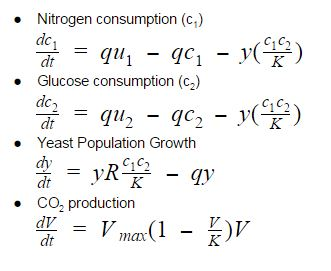 • Nitrogen consumption (c₁)
dc₁/dt = qu₁ − qc₁ − y(c₁c₂/K)
• Glucose consumption (c₂)
dc₂/dt = qu₂ − qc₂ − y(c₁c₂/K)
• Yeast Population Growth
dy/dt = yR c₁c₂/K − qy
• CO₂ production
dV/dt = Vmax(1 − V/K)V